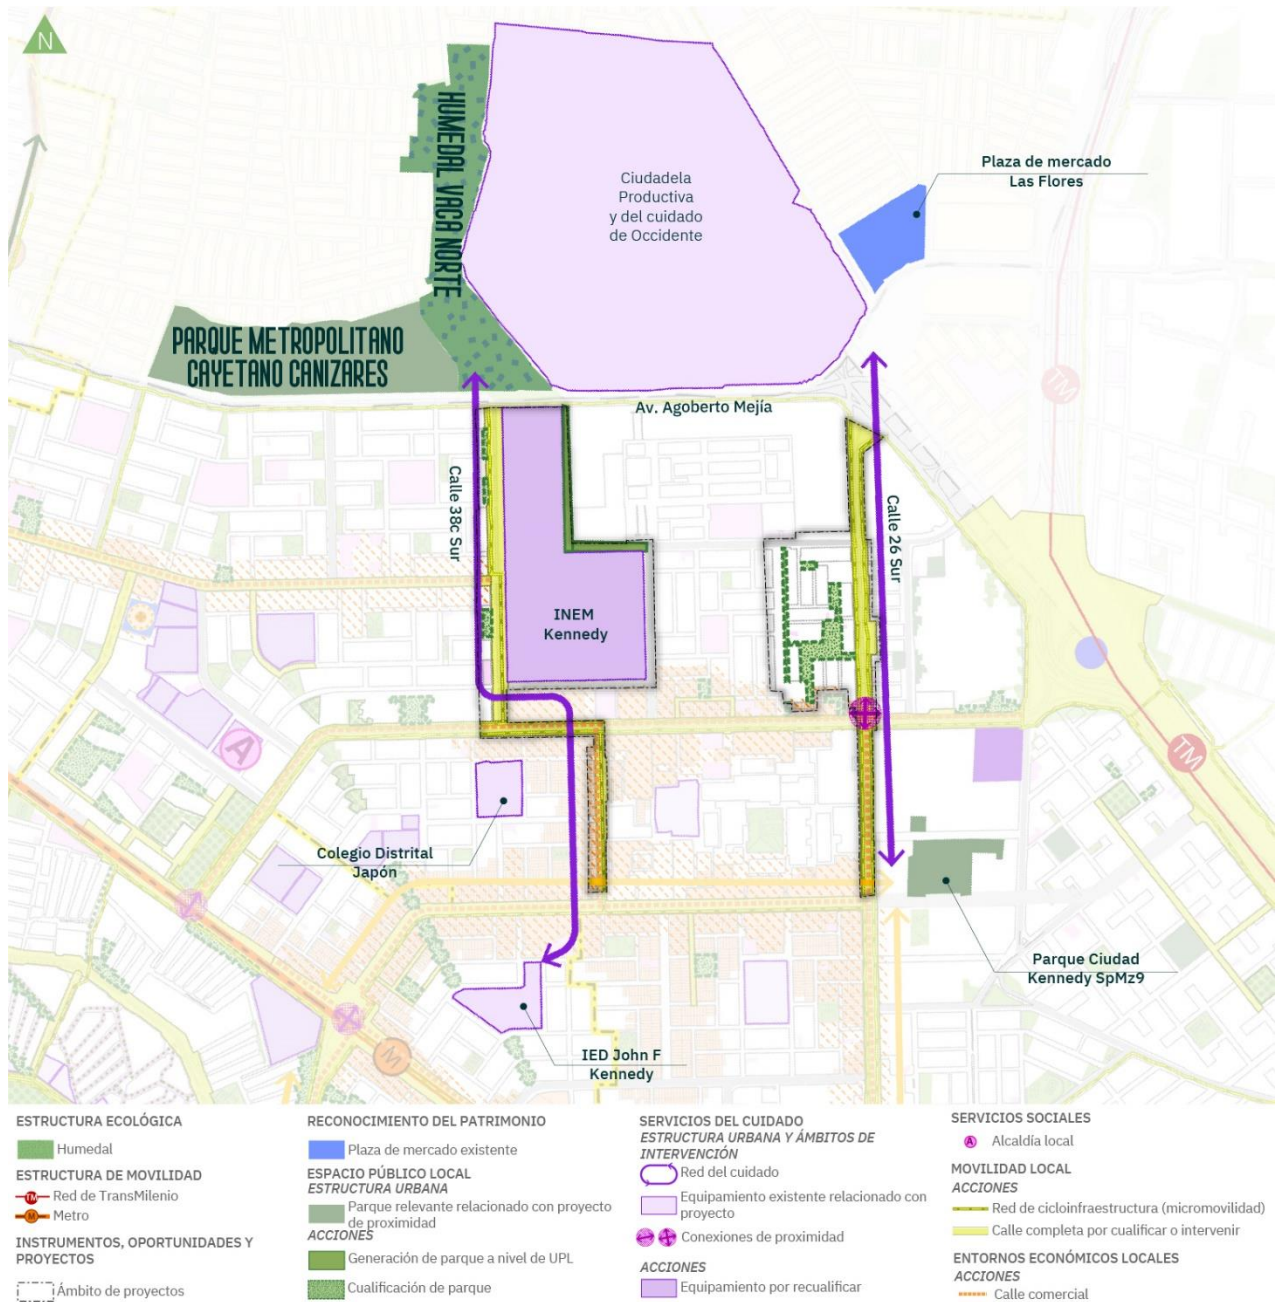 N
HUMEDAL VACA NORTE
Ciudadela
Productiva
y del cuidado
de Occidente
Plaza de mercado
Las Flores
PARQUE METROPOLITANO
CAYETANO CANIZARES
TM
Av. Agoberto Mejía
Calle 38c Sur
Calle 26 Sur
INEM
Kennedy
A
TM
Colegio Distrital
Japón
Parque Ciudad
Kennedy SpMz9
M
IED John F
Kennedy
ESTRUCTURA ECOLÓGICA
Humedal
ESTRUCTURA DE MOVILIDAD
TM Red de TransMilenio
M Metro
INSTRUMENTOS, OPORTUNIDADES Y
PROYECTOS
Ámbito de proyectos
RECONOCIMIENTO DEL PATRIMONIO
Plaza de mercado existente
ESPACIO PÚBLICO LOCAL
ESTRUCTURA URBANA
Parque relevante relacionado con proyecto
de proximidad
ACCIONES
Generación de parque a nivel de UPL
Cualificación de parque
SERVICIOS DEL CUIDADO
ESTRUCTURA URBANA Y ÁMBITOS DE
INTERVENCIÓN
Red del cuidado
Equipamiento existente relacionado con
proyecto
Conexiones de proximidad
ACCIONES
Equipamiento por recualificar
SERVICIOS SOCIALES
A Alcaldía local
MOVILIDAD LOCAL
ACCIONES
Red de cicloinfraestructura (micromovilidad)
Calle completa por cualificar o intervenir
ENTORNOS ECONÓMICOS LOCALES
ACCIONES
Calle comercial